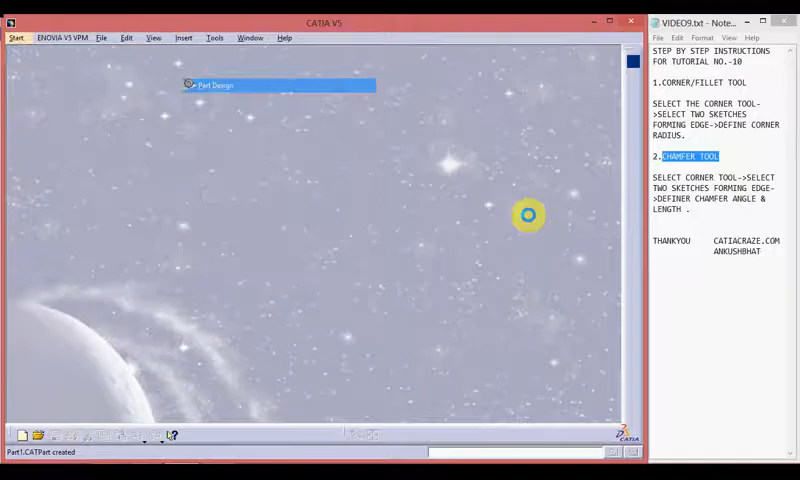 CATIA V5
Start ENOVIA V5 VPM File Edit View Insert Tools Window Help
Part Design
CATIA
Part1.CATPart created
VIDEO9.txt - Note...
File Edit Format View Help
STEP BY STEP INSTRUCTIONS
FOR TUTORIAL NO.-10
1.CORNER/FILLET TOOL
SELECT THE CORNER TOOL-
>SELECT TWO SKETCHES
FORMING EDGE->DEFINE CORNER
RADIUS.
2.CHAMFER TOOL
SELECT CORNER TOOL->SELECT
TWO SKETCHES FORMING EDGE-
>DEFINER CHAMFER ANGLE &
LENGTH .
THANKYOU CATIACRAZE.COM
ANKUSHBHAT